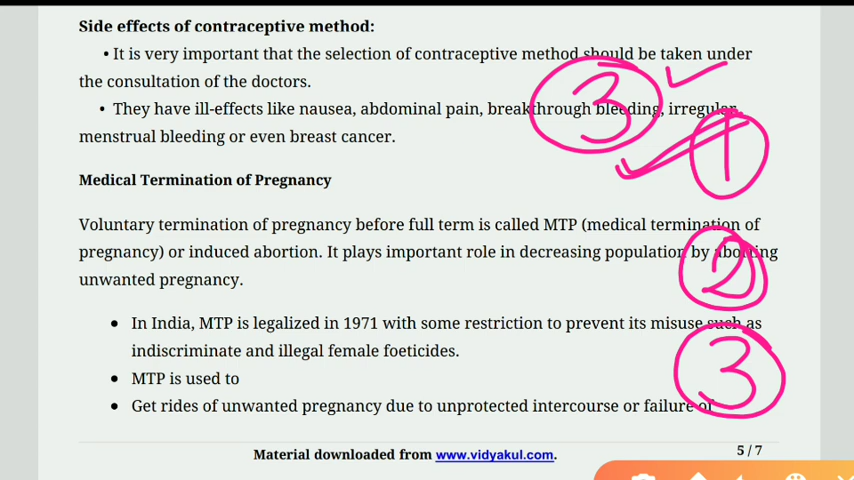 Side effects of contraceptive method:
• It is very important that the selection of contraceptive method should be taken under
the consultation of the doctors.
• They have ill-effects like nausea, abdominal pain, breakthrough bleeding, irregular
menstrual bleeding or even breast cancer.
3
1
Medical Termination of Pregnancy
Voluntary termination of pregnancy before full term is called MTP (medical termination of
pregnancy) or induced abortion. It plays important role in decreasing population by aborting
unwanted pregnancy.
2
• In India, MTP is legalized in 1971 with some restriction to prevent its misuse such as
indiscriminate and illegal female foeticides.
• MTP is used to
• Get rides of unwanted pregnancy due to unprotected intercourse or failure of
3
Material downloaded from www.vidyakul.com.
5 / 7